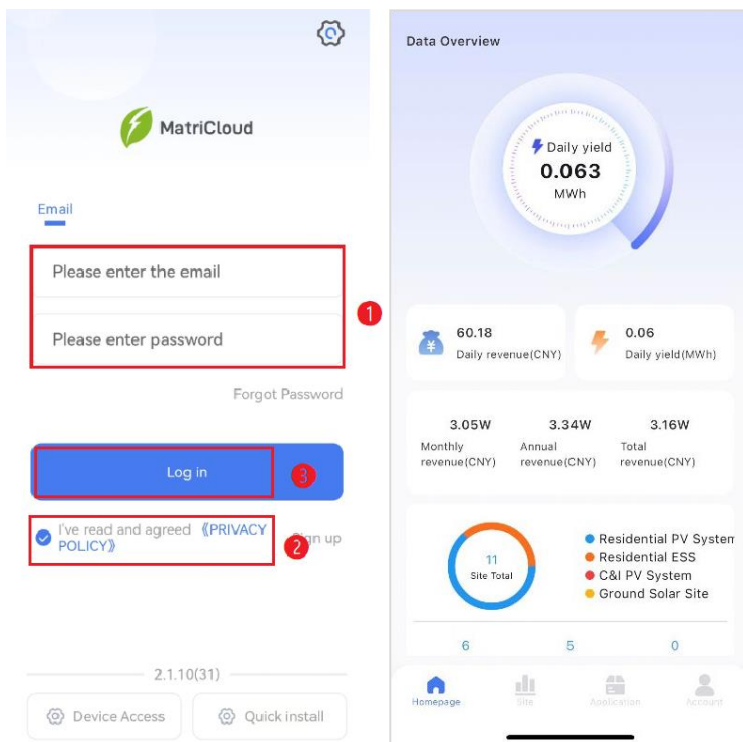 MatriCloud
Email
Please enter the email
1
Please enter password
Forgot Password
Log in
3
I've read and agreed 《PRIVACY
POLICY》
2
Sign up
2.1.10(31)
Device Access
Quick install
Data Overview
Daily yield
0.063
MWh
¥
60.18
Daily revenue(CNY)
0.06
Daily yield(MWh)
3.05W
Monthly
revenue(CNY)
3.34W
Annual
revenue(CNY)
3.16W
Total
revenue(CNY)
11
Site Total
Residential PV System
Residential ESS
C&I PV System
Ground Solar Site
6 5 0
Homepage Site Application Account